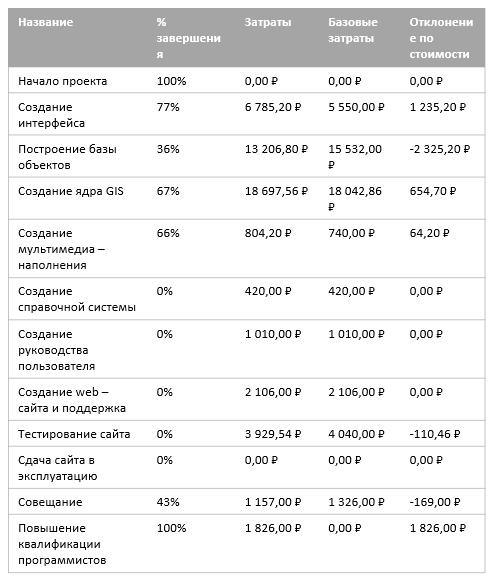 Название % Затраты Базовые Отклонени
завершени затраты е по
я стоимости
Начало проекта 100% 0,00 ₽ 0,00 ₽ 0,00 ₽
Создание 77% 6 785,20 ₽ 5 550,00 ₽ 1 235,20 ₽
интерфейса
Построение базы 36% 13 206,80 ₽ 15 532,00 -2 325,20 ₽
объектов ₽
Создание ядра GIS 67% 18 697,56 ₽ 18 042,86 654,70 ₽
₽
Создание 66% 804,20 ₽ 740,00 ₽ 64,20 ₽
мультимедиа –
наполнения
Создание 0% 420,00 ₽ 420,00 ₽ 0,00 ₽
справочной системы
Создание 0% 1 010,00 ₽ 1 010,00 ₽ 0,00 ₽
руководства
пользователя
Создание web – 0% 2 106,00 ₽ 2 106,00 ₽ 0,00 ₽
сайта и поддержка
Тестирование сайта 0% 3 929,54 ₽ 4 040,00 ₽ -110,46 ₽
Сдача сайта в 0% 0,00 ₽ 0,00 ₽ 0,00 ₽
эксплуатацию
Совещание 43% 1 157,00 ₽ 1 326,00 ₽ -169,00 ₽
Повышение 100% 1 826,00 ₽ 0,00 ₽ 1 826,00 ₽
квалификации
программистов